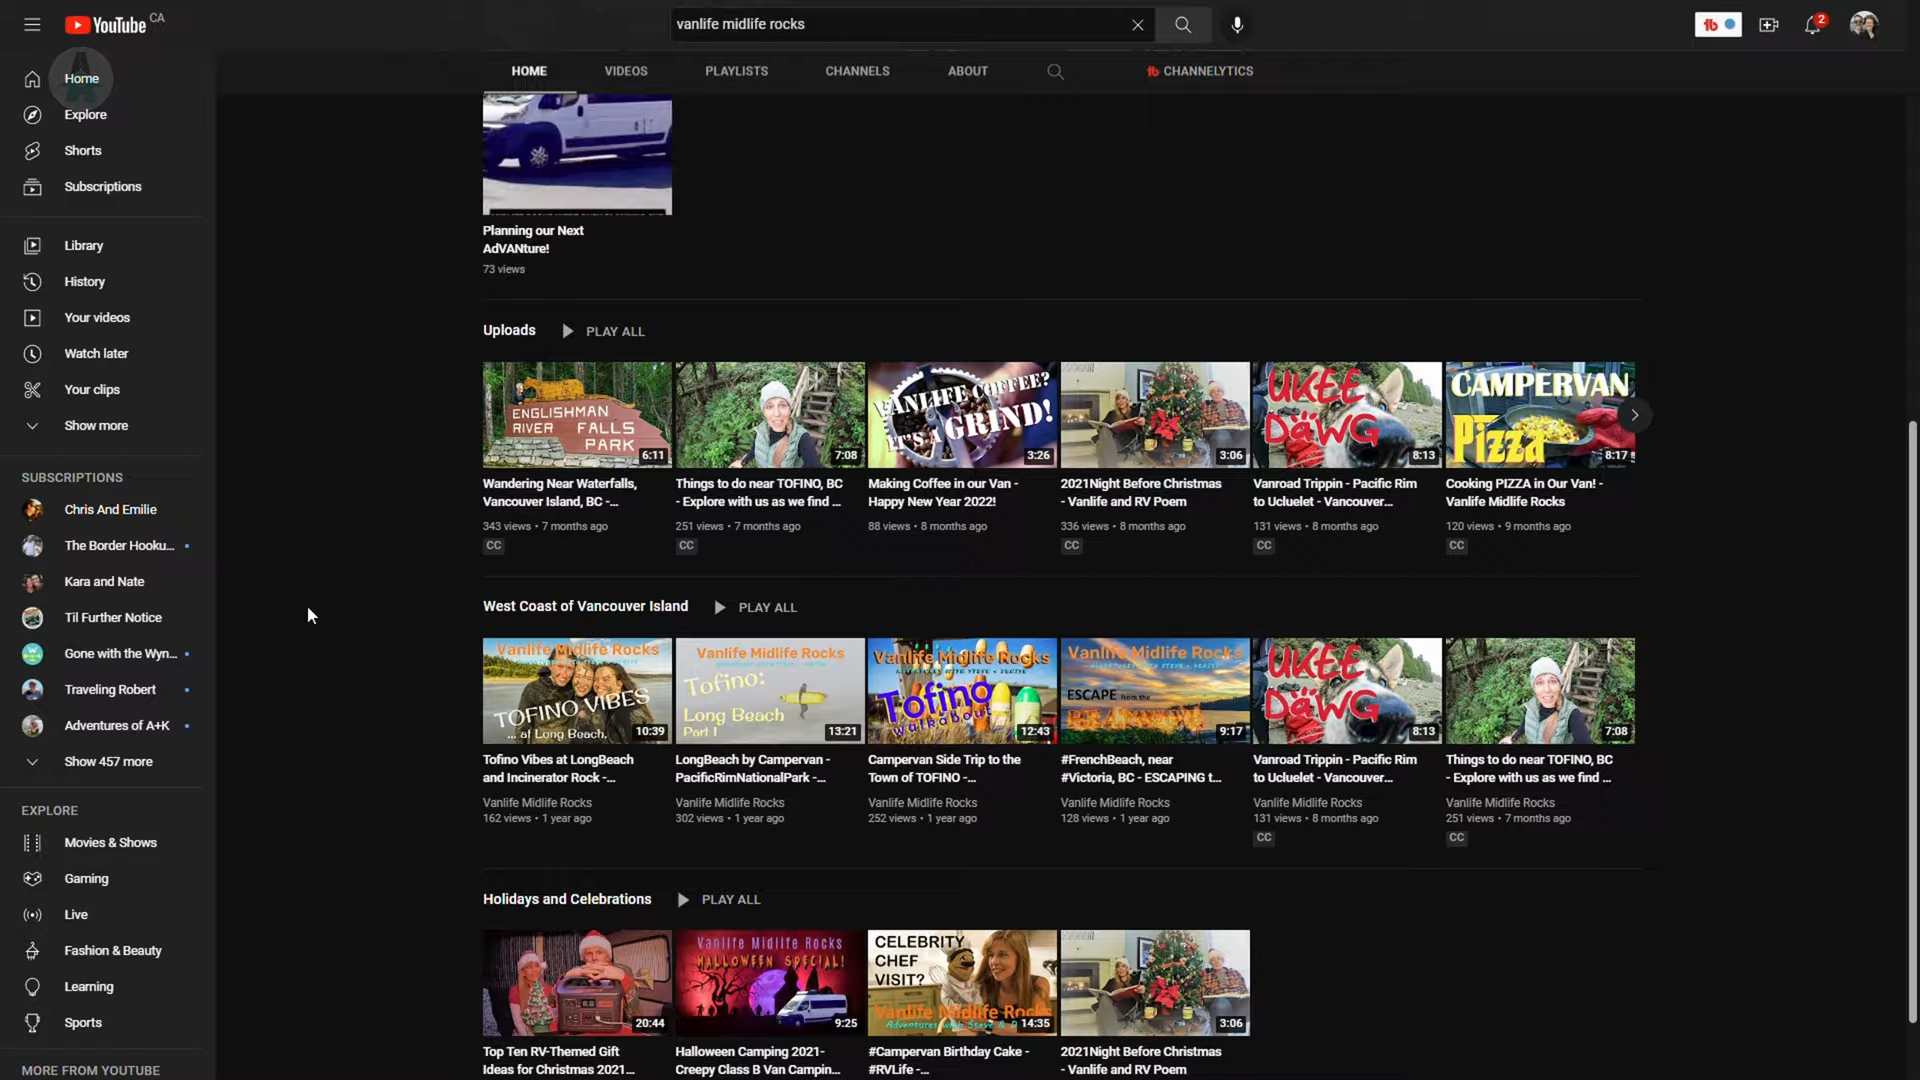 YouTube CA
vanlife midlife rocks
2
Home
Explore
Shorts
Subscriptions
Library
History
Your videos
Watch later
Your clips
Show more
SUBSCRIPTIONS
Chris And Emilie
The Border Hooku...
Kara and Nate
Til Further Notice
Gone with the Wyn...
Traveling Robert
Adventures of A+K
Show 457 more
EXPLORE
Movies & Shows
Gaming
Live
Fashion & Beauty
Learning
Sports
MORE FROM YOUTUBE
HOME VIDEOS PLAYLISTS CHANNELS ABOUT tb CHANNELYTICS
Planning our Next
AdVANture!
73 views
Uploads PLAY ALL
ENGLISHMAN
RIVER FALLS
PARK
6:11
7:08
VANLIFE COFFEE?
IT'S A GRIND!
3:26
3:06
UKEE
DÄWG
8:13
CAMPERVAN
Pizza
8:17
Wandering Near Waterfalls,
Vancouver Island, BC -...
343 views • 7 months ago
CC
Things to do near TOFINO, BC
- Explore with us as we find ...
251 views • 7 months ago
CC
Making Coffee in our Van -
Happy New Year 2022!
88 views • 8 months ago
2021Night Before Christmas
- Vanlife and RV Poem
336 views • 8 months ago
CC
Vanroad Trippin - Pacific Rim
to Ucluelet - Vancouver...
131 views • 8 months ago
CC
Cooking PIZZA in Our Van! -
Vanlife Midlife Rocks
120 views • 9 months ago
CC
West Coast of Vancouver Island PLAY ALL
Vanlife Midlife Rocks
TOFINO VIBES
... at Long Beach.
10:39
Vanlife Midlife Rocks
Tofino:
Long Beach
Part 1
13:21
Vanlife Midlife Rocks
Tofino
Walkabout
12:43
Vanlife Midlife Rocks
ESCAPE from the
9:17
UKEE
DÄWG
8:13
7:08
Tofino Vibes at LongBeach
and Incinerator Rock -...
Vanlife Midlife Rocks
162 views • 1 year ago
LongBeach by Campervan -
PacificRimNationalPark -...
Vanlife Midlife Rocks
302 views • 1 year ago
Campervan Side Trip to the
Town of TOFINO -...
Vanlife Midlife Rocks
252 views • 1 year ago
#FrenchBeach, near
#Victoria, BC - ESCAPING t...
Vanlife Midlife Rocks
128 views • 1 year ago
Vanroad Trippin - Pacific Rim
to Ucluelet - Vancouver...
Vanlife Midlife Rocks
131 views • 8 months ago
CC
Things to do near TOFINO, BC
- Explore with us as we find ...
Vanlife Midlife Rocks
251 views • 7 months ago
CC
Holidays and Celebrations PLAY ALL
20:44
Vanlife Midlife Rocks
HALLOWEEN SPECIAL!
9:25
CELEBRITY
CHEF
VISIT?
Vanlife Midlife Rocks
Adventures with Steve & D
14:35
3:06
Top Ten RV-Themed Gift
Ideas for Christmas 2021...
Halloween Camping 2021-
Creepy Class B Van Campin...
#Campervan Birthday Cake -
#RVLife -...
2021Night Before Christmas
- Vanlife and RV Poem